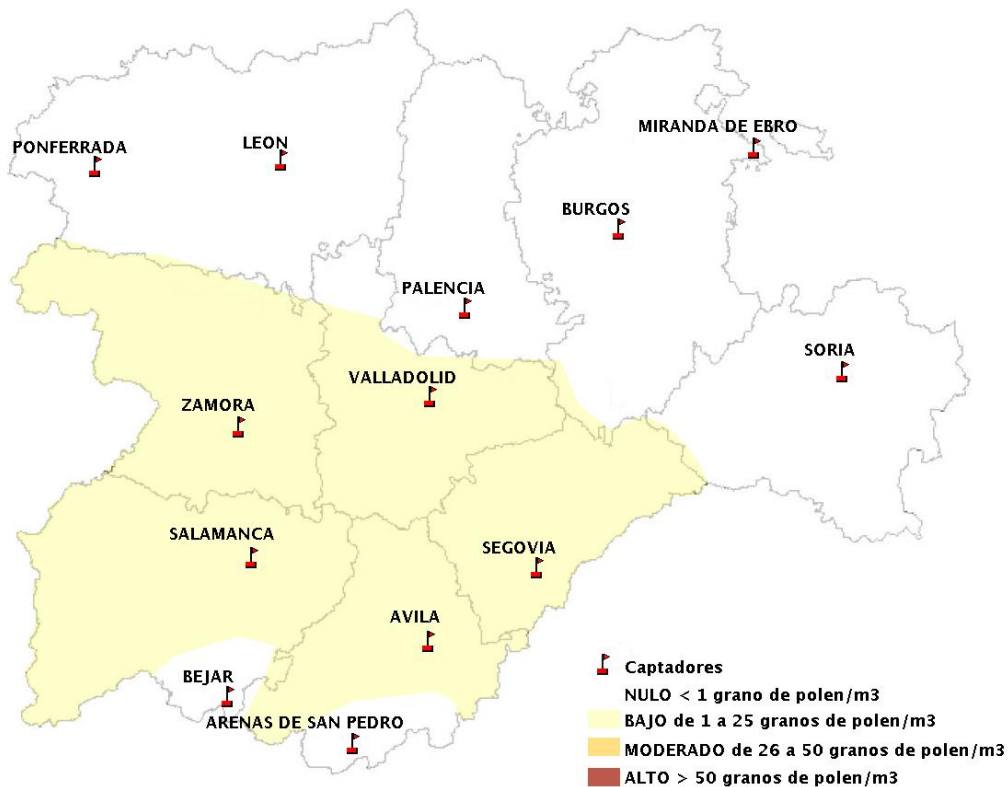 MIRANDA DE EBRO
PONFERRADA
LEON
BURGOS
PALENCIA
SORIA
VALLADOLID
ZAMORA
SALAMANCA
SEGOVIA
AVILA
BEJAR
ARENAS DE SAN PEDRO
Captadores
NULO < 1 grano de polen/m3
BAJO de 1 a 25 granos de polen/m3
MODERADO de 26 a 50 granos de polen/m3
ALTO > 50 granos de polen/m3